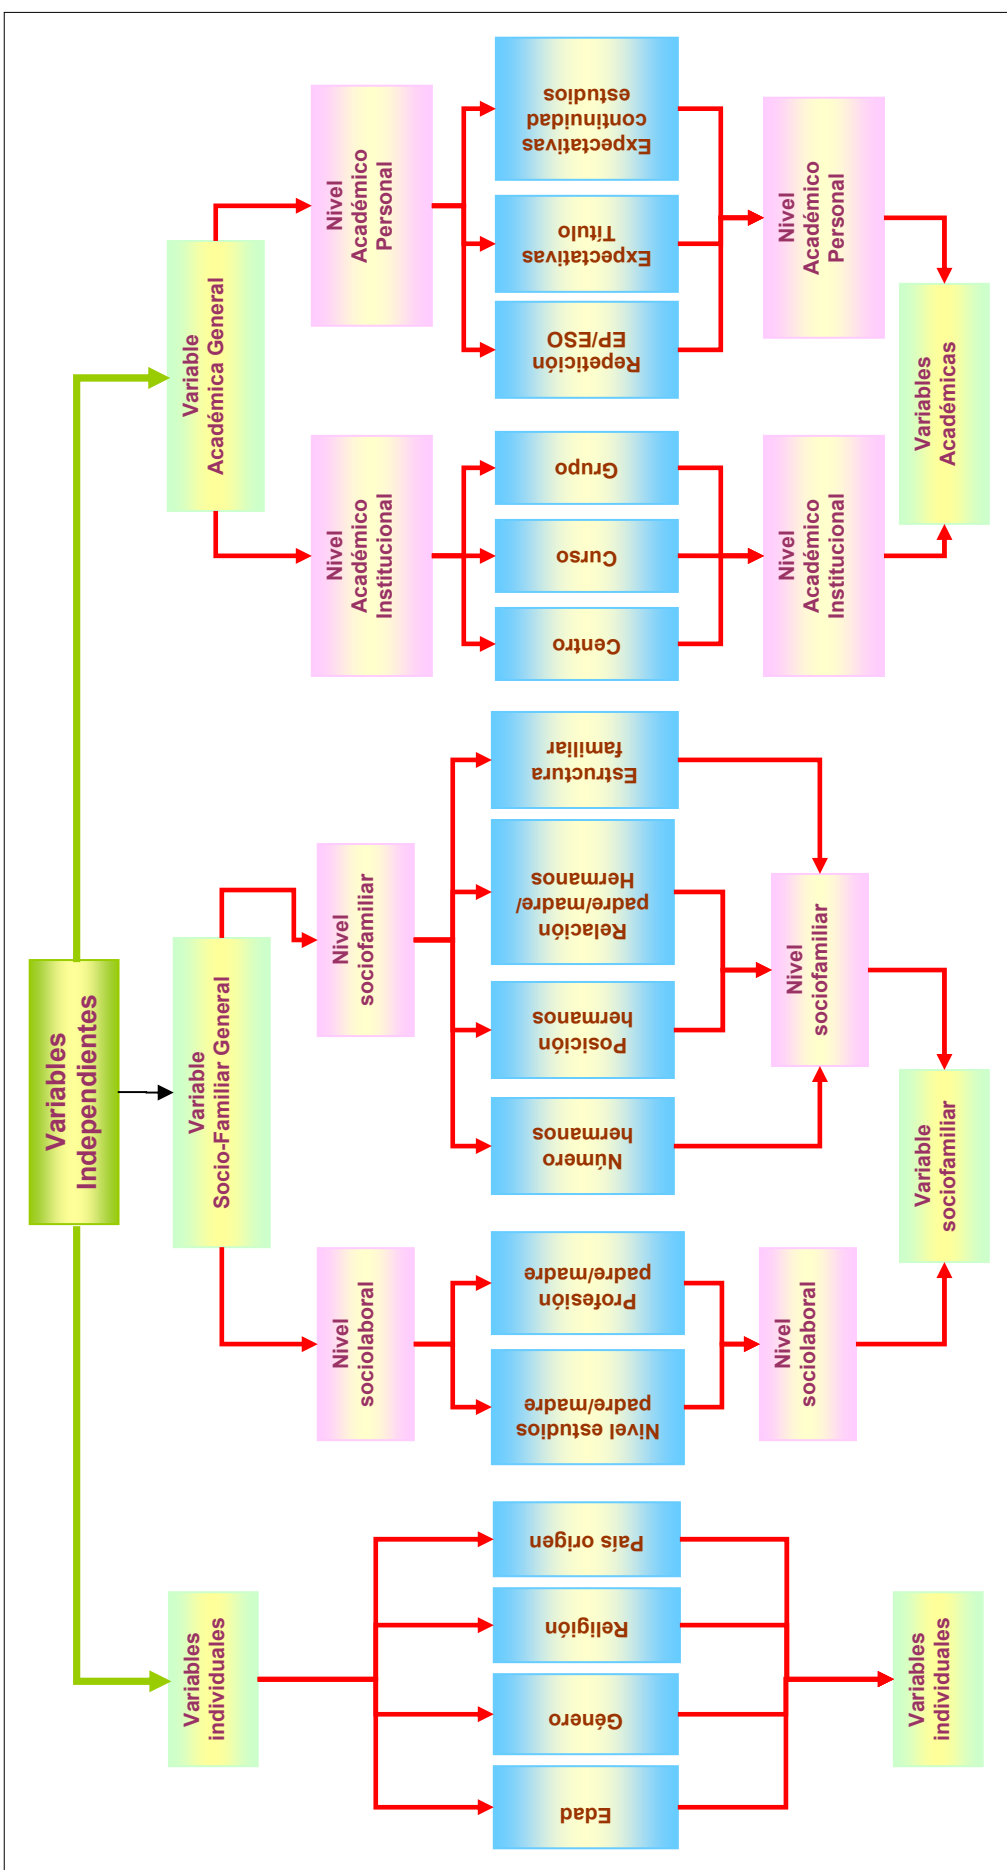 Variables
Independientes
Variables
individuales
Variable
Socio-Familiar General
Variable
Académica General
Nivel
sociolaboral
Nivel
sociofamiliar
Nivel
Académico
Institucional
Nivel
Académico
Personal
Edad
Género
Religión
País origen
Nivel estudios
padre/madre
Profesión
padre/madre
Número
hermanos
Posición
hermanos
Relación
padre/madre/
Hermanos
Estructura
familiar
Centro
Curso
Grupo
Repetición
EP/ESO
Expectativas
Título
Expectativas
continuidad
estudios
Nivel
sociolaboral
Nivel
sociofamiliar
Nivel
Académico
Institucional
Nivel
Académico
Personal
Variables
individuales
Variable
sociofamiliar
Variables
Académicas